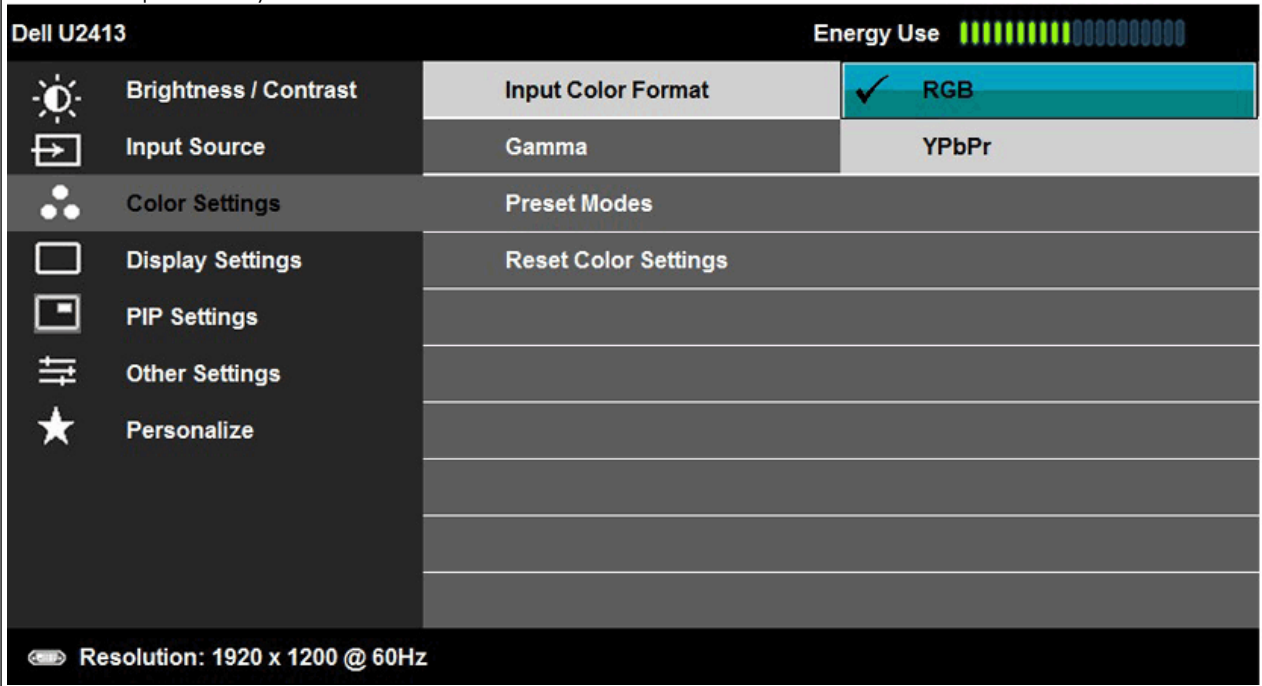 Dell U2413 Energy Use
Brightness / Contrast Input Color Format RGB
Input Source Gamma YPbPr
Color Settings Preset Modes
Display Settings Reset Color Settings
PIP Settings
Other Settings
Personalize
Resolution: 1920 x 1200 @ 60Hz